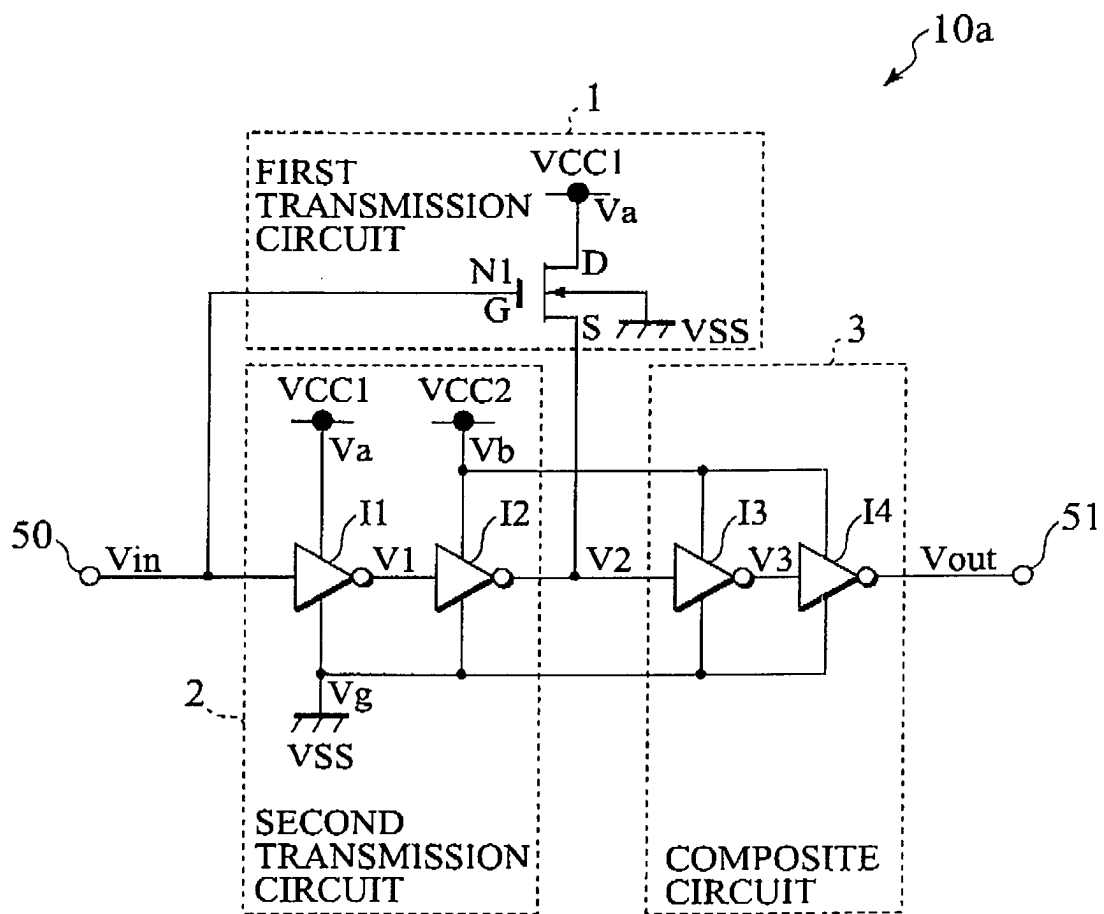 10a
1
FIRST
TRANSMISSION
CIRCUIT
VCC1
Va
N1
D
G
S
VSS
3
VCC1
VCC2
Va
Vb
50
Vin
I1
V1
I2
V2
I3
V3
I4
Vout
51
2
Vg
VSS
SECOND
TRANSMISSION
CIRCUIT
COMPOSITE
CIRCUIT